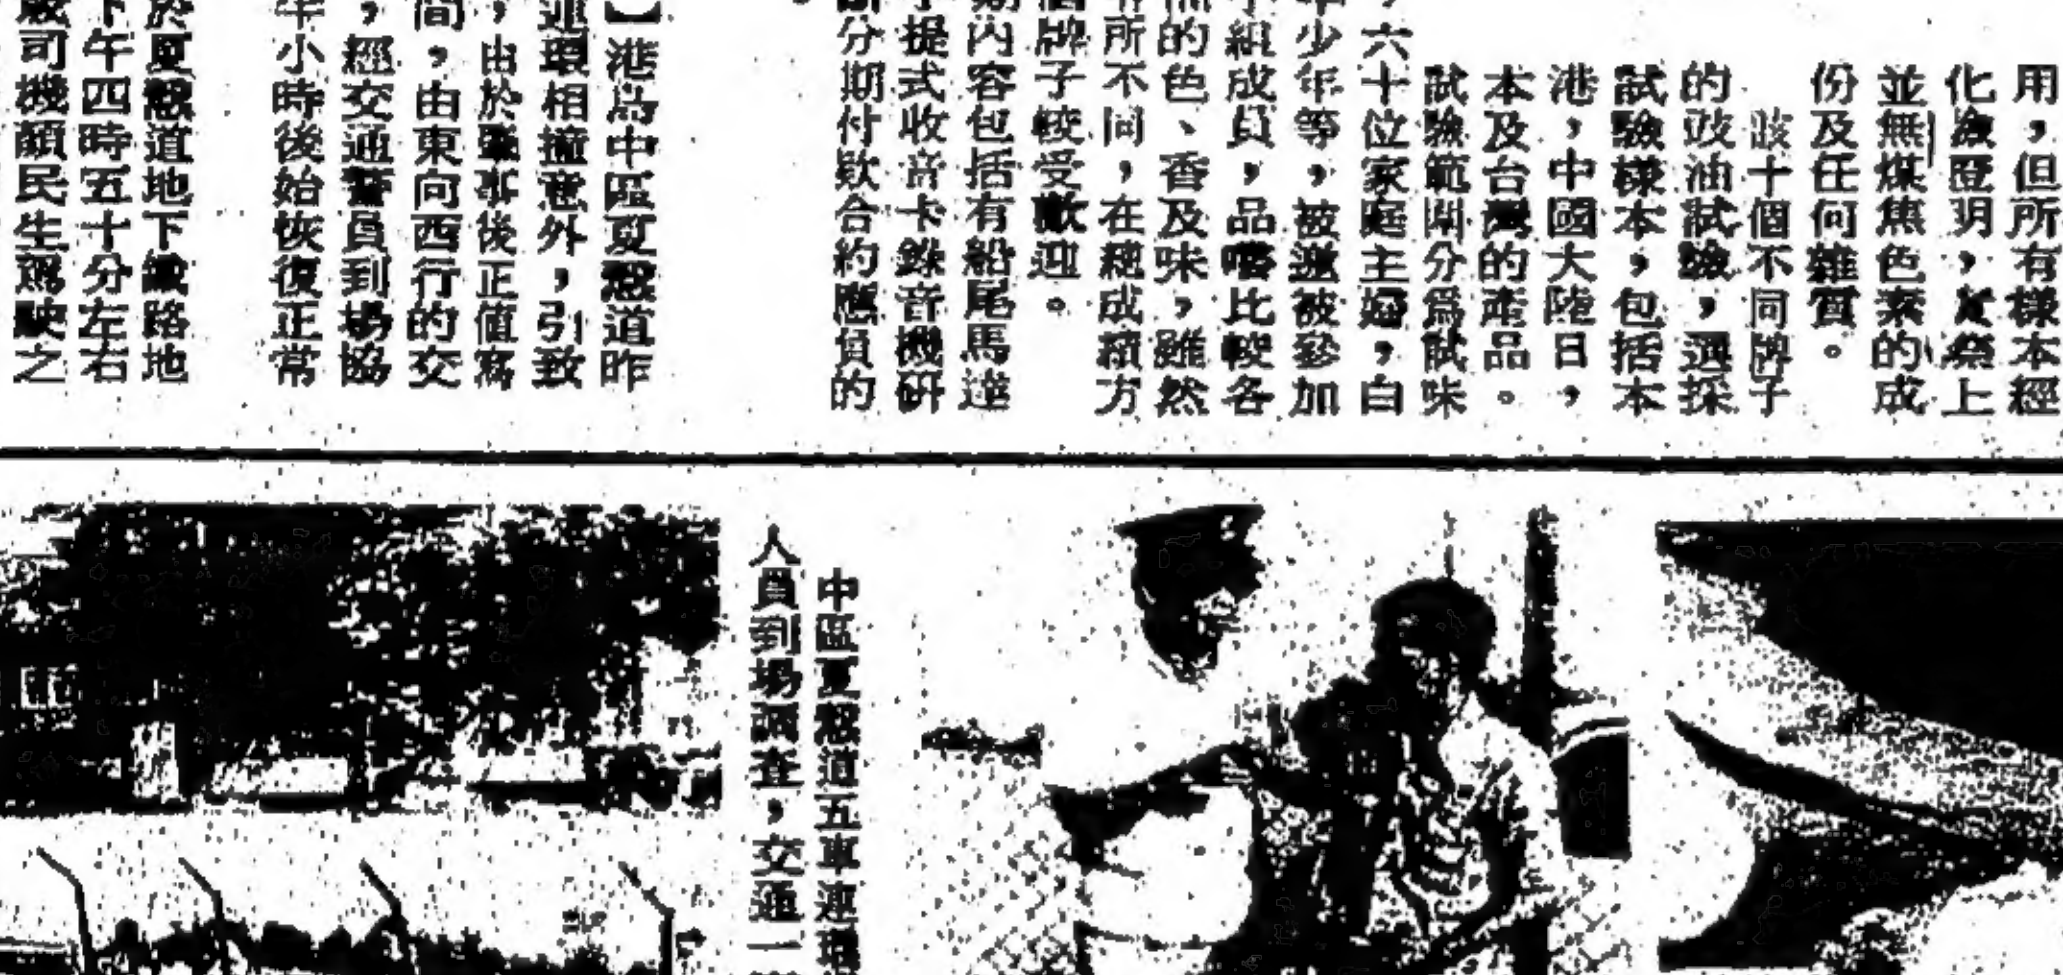 用，但所有樣本經
化驗證明，實際上
並無煤焦色素的成
份及任何雜質。
該十個不同牌子
的豉油試驗，選採
試驗樣本，包括本
港，中國大陸日，
本及台灣的產品。
試驗範圍分爲試味
六十位家庭主婦，白
少年等，被邀被參加
組成員，品嚐比較各
的色、香及味，雖然
所不同，在總成績方
牌子較受歡迎。
內容包括有船尾馬達
提式收音卡錄音機研
分期付欵合約應負的
】港島中區夏愨道昨
連環相撞意外，引致
，由於肇事後正值寫
間，由東向西行的交
，經交通警員到場協
半小時後始恢復正常
於夏愨道地下鐵路地
下午四時五十分左右
歲司機顏民生駕駛之
中區夏愨道五車連環
人員到場調查，交通一